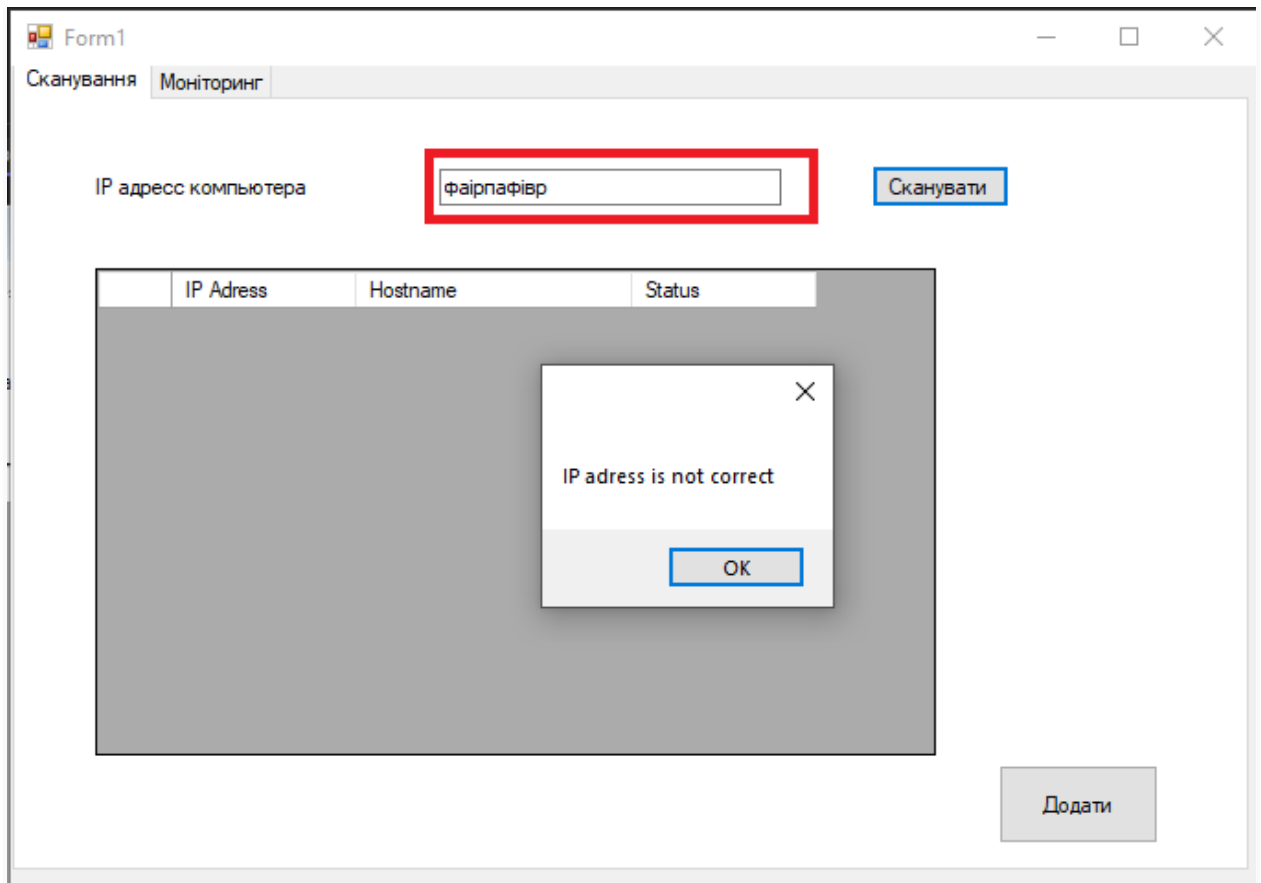 Form1
Сканування Моніторинг
IP адресс компьютера фаірпафівр Сканувати
IP Adress Hostname Status
IP adress is not correct
OK
Додати